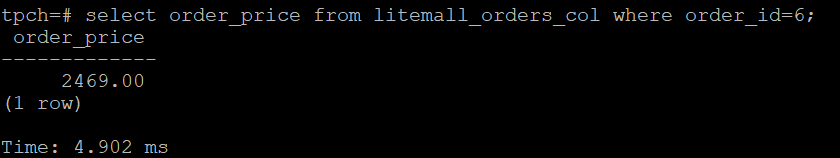 tpch=# select order_price from litemall_orders_col where order_id=6;
 order_price
-------------
     2469.00
(1 row)

Time: 4.902 ms